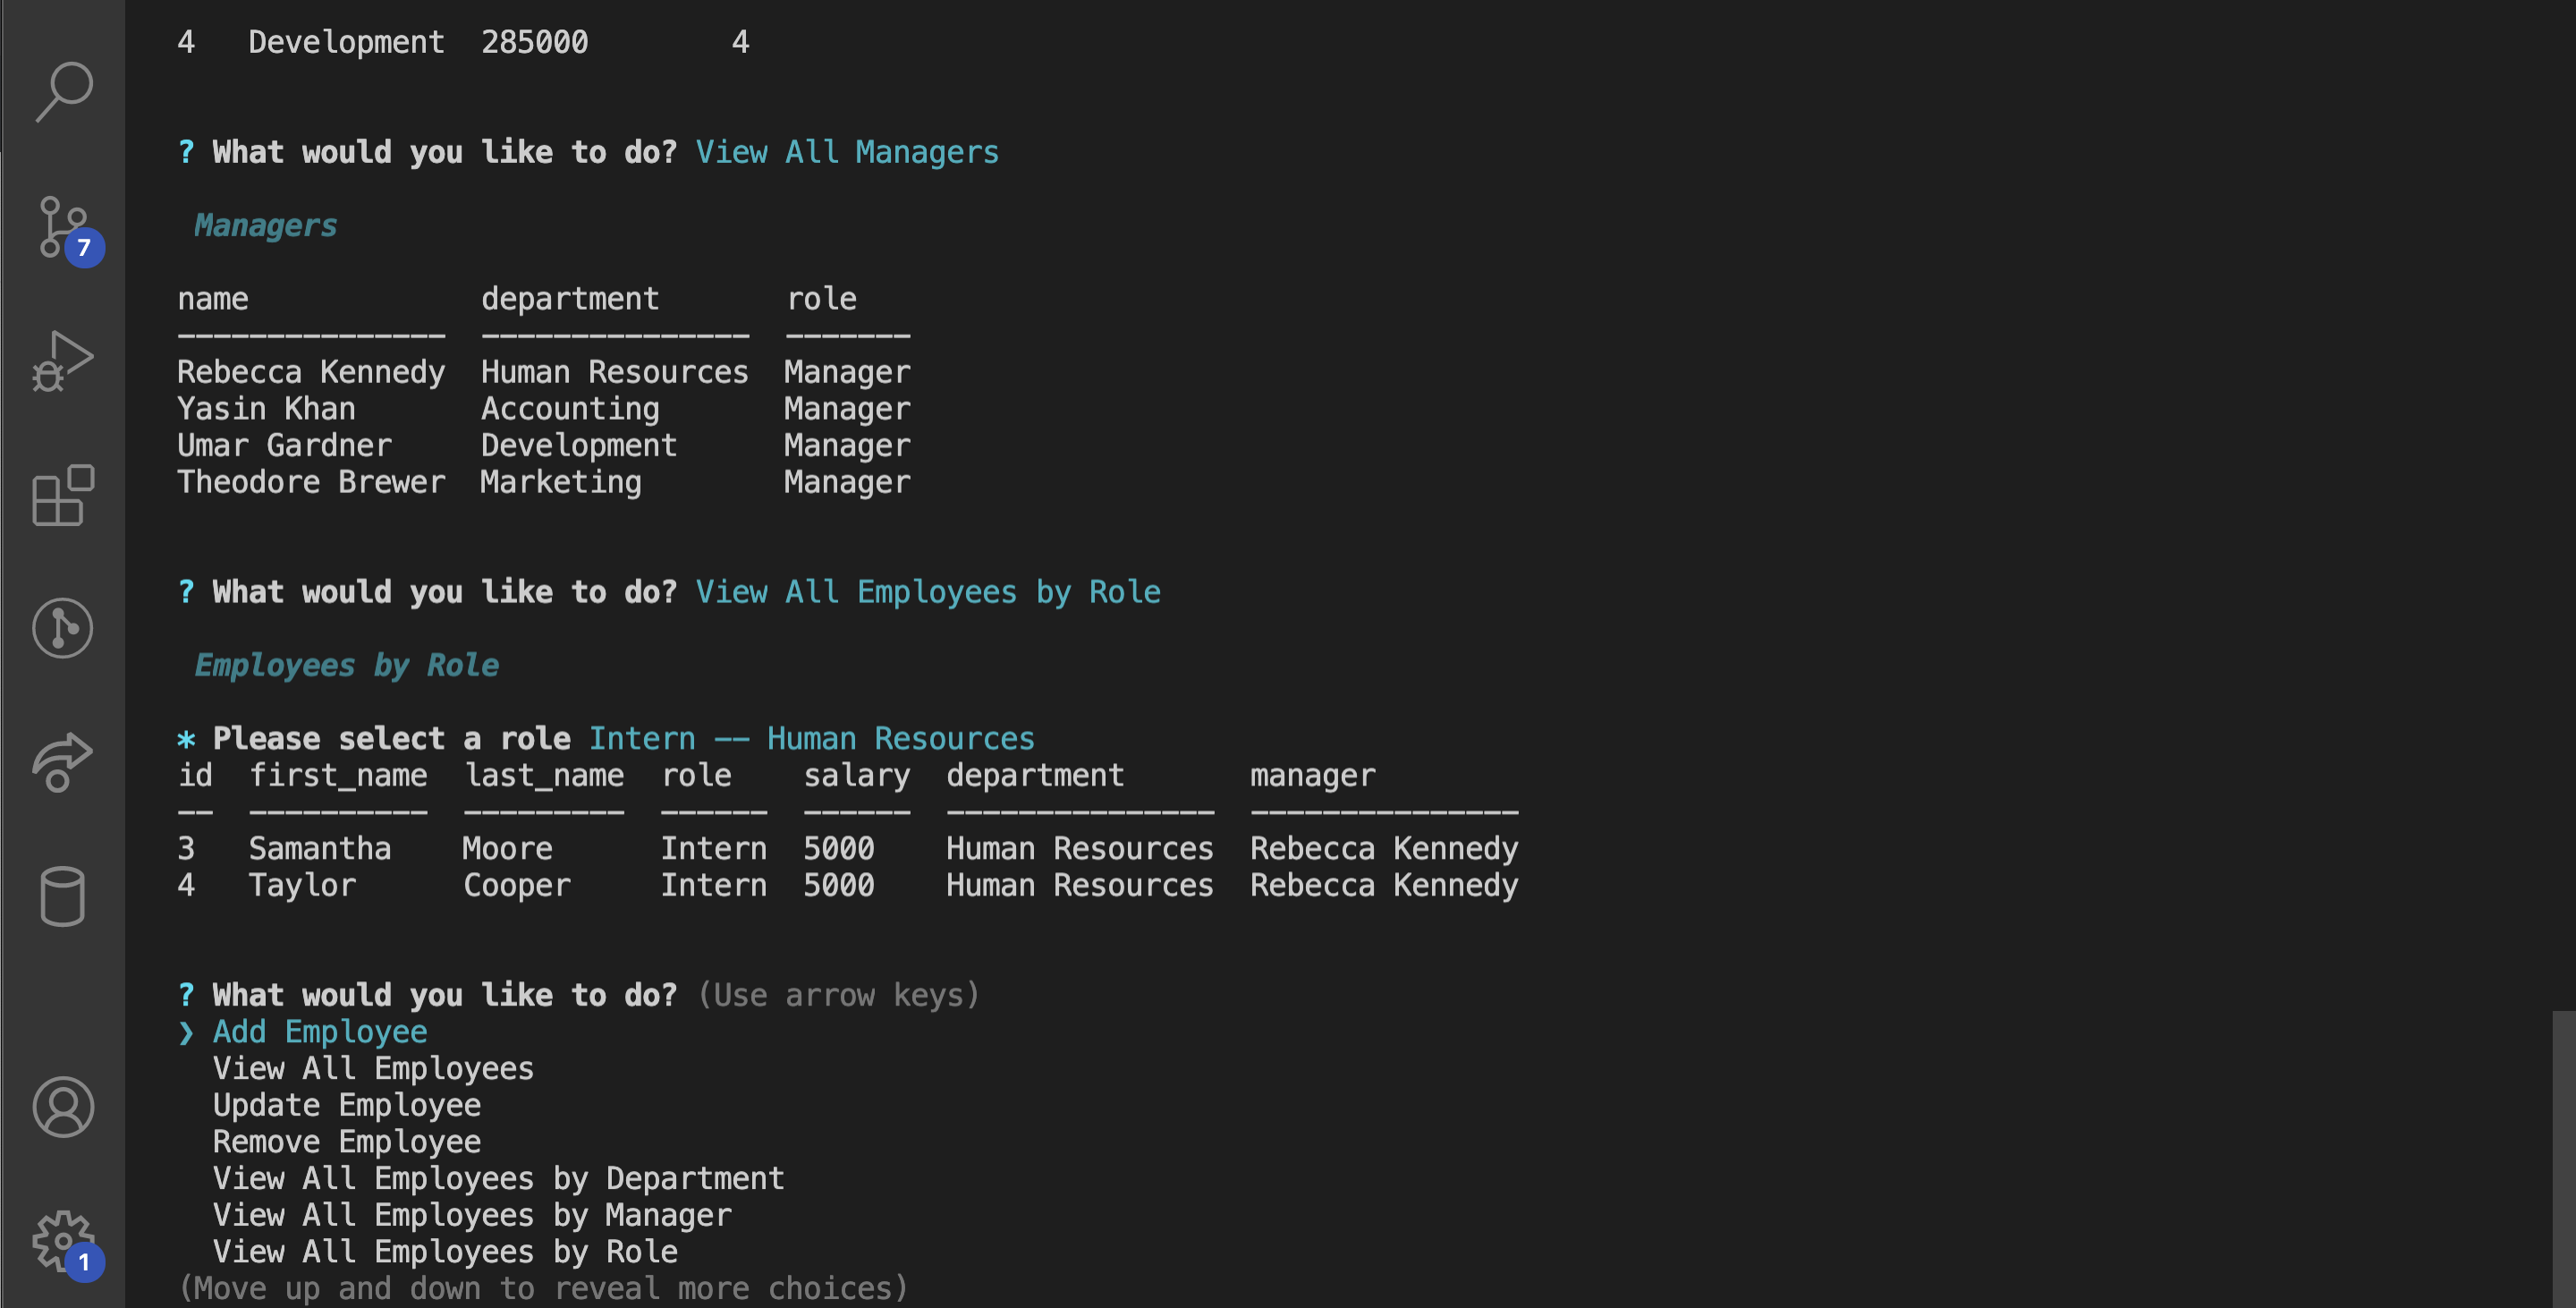 4   Development  285000        4
? What would you like to do? View All Managers
Managers
name             department       role
---------------  ---------------  -------
Rebecca Kennedy  Human Resources  Manager
Yasin Khan       Accounting       Manager
Umar Gardner     Development      Manager
Theodore Brewer  Marketing        Manager
? What would you like to do? View All Employees by Role
Employees by Role
* Please select a role Intern -- Human Resources
id  first_name  last_name  role    salary  department       manager
--  ----------  ---------  ------  ------  ---------------  ---------------
3   Samantha    Moore      Intern  5000    Human Resources  Rebecca Kennedy
4   Taylor      Cooper     Intern  5000    Human Resources  Rebecca Kennedy
? What would you like to do? (Use arrow keys)
❯ Add Employee
View All Employees
Update Employee
Remove Employee
View All Employees by Department
View All Employees by Manager
View All Employees by Role
(Move up and down to reveal more choices)
7
1